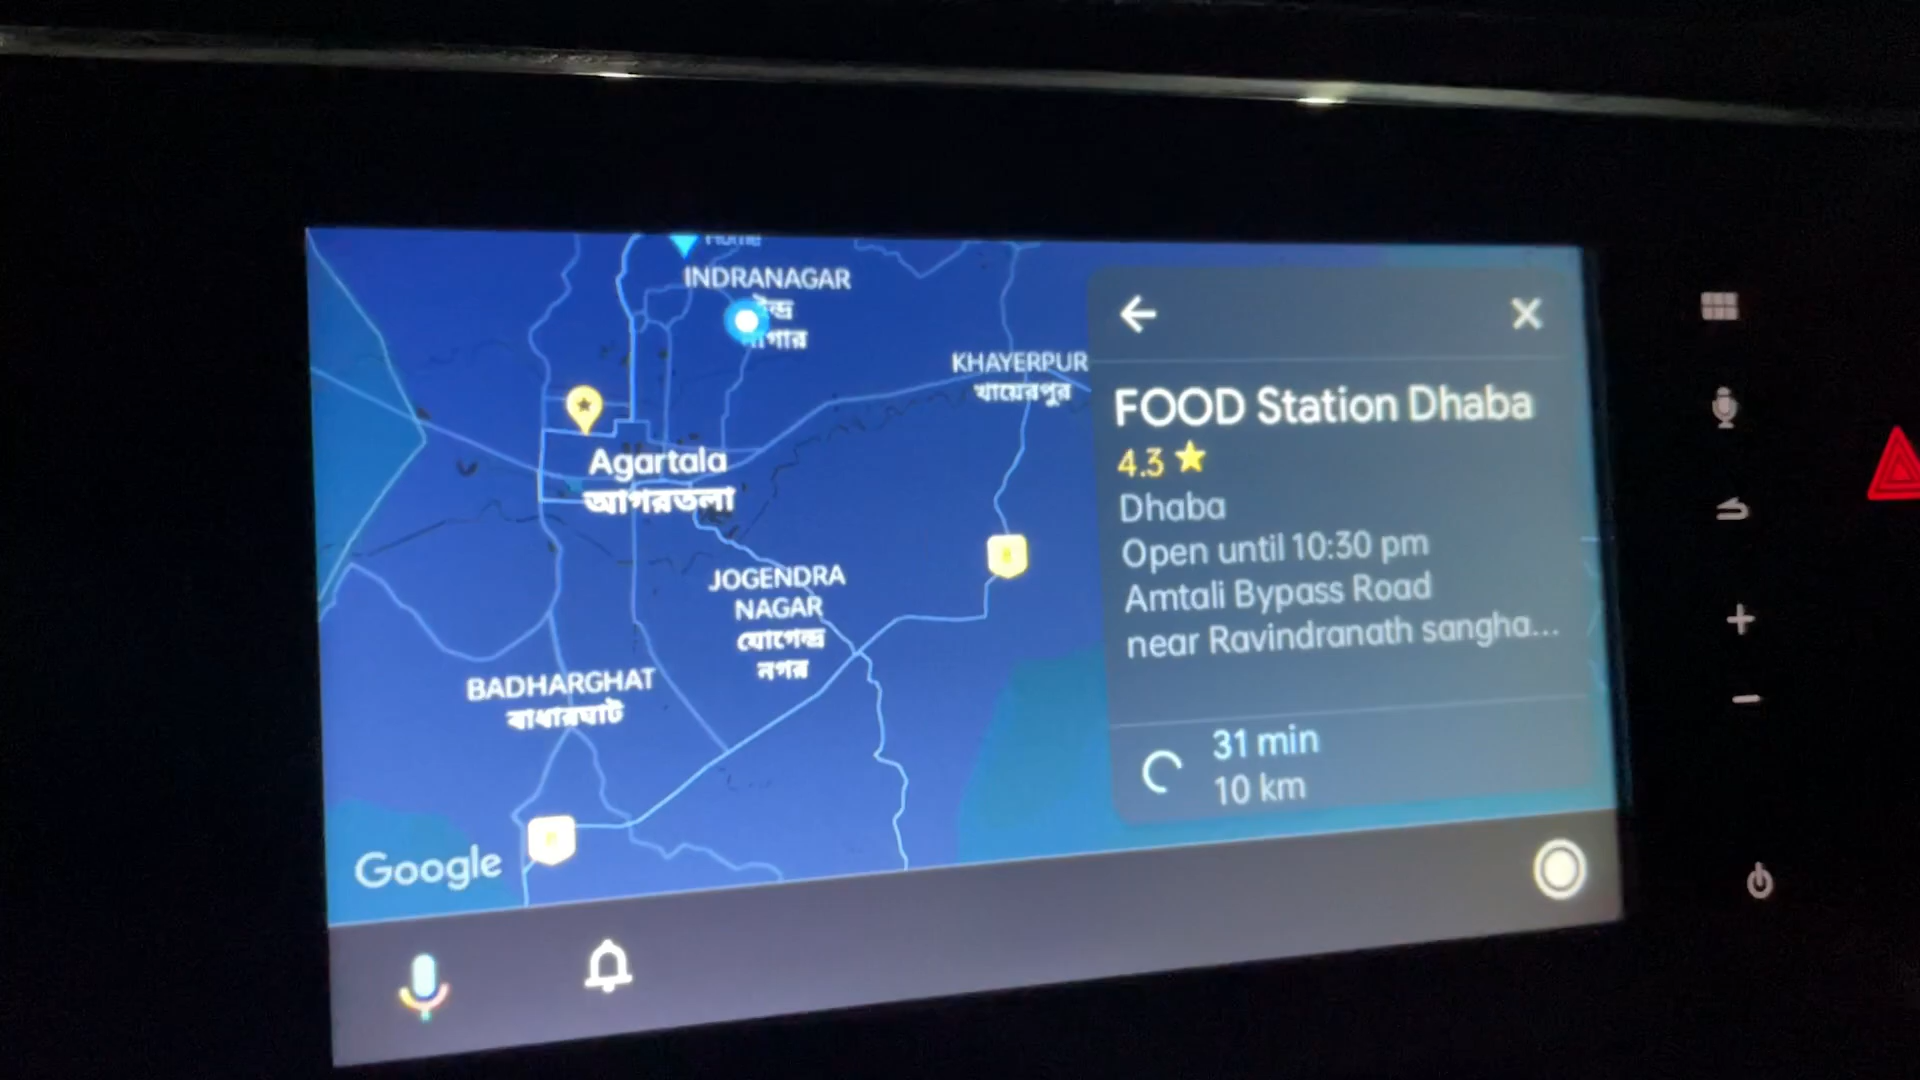 Home
INDRANAGAR
KHAYERPUR
খায়েরপুর
Agartala
আগরতলা
JOGENDRA
NAGAR
যোগেন্দ্র
নগর
BADHARGHAT
বাধারঘাট
Google
FOOD Station Dhaba
4.3
Dhaba
Open until 10:30 pm
Amtali Bypass Road
near Ravindranath sangha...
31 min
10 km